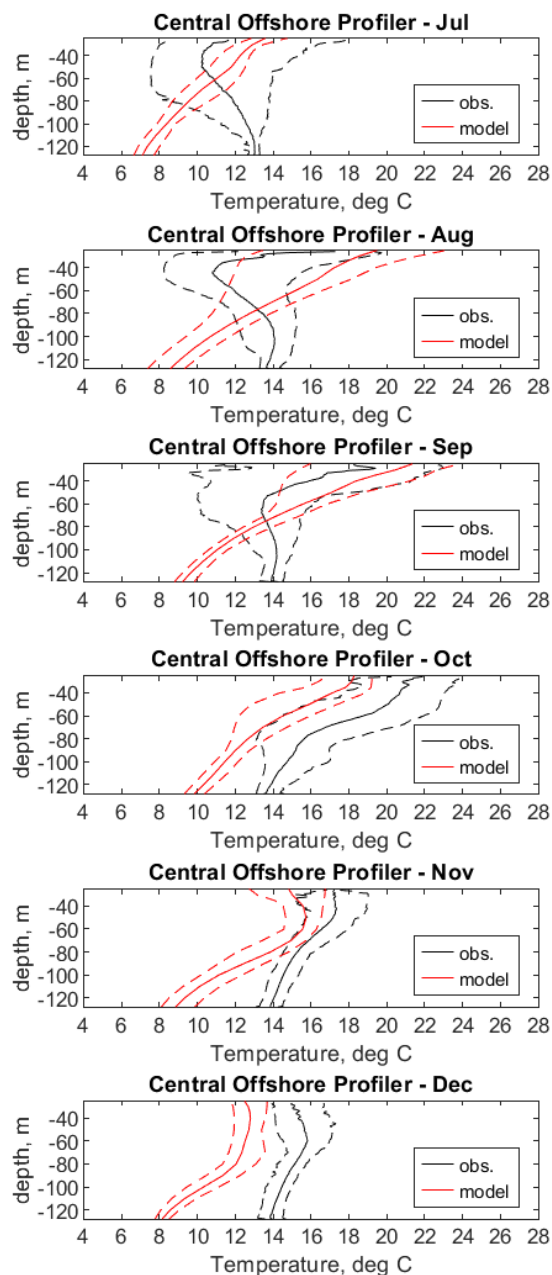 Central Offshore Profiler - Jul
depth, m
-40
-60
-80
-100
-120
obs.
model
4 6 8 10 12 14 16 18 20 22 24 26 28
Temperature, deg C
Central Offshore Profiler - Aug
depth, m
-40
-60
-80
-100
-120
obs.
model
4 6 8 10 12 14 16 18 20 22 24 26 28
Temperature, deg C
Central Offshore Profiler - Sep
depth, m
-40
-60
-80
-100
-120
obs.
model
4 6 8 10 12 14 16 18 20 22 24 26 28
Temperature, deg C
Central Offshore Profiler - Oct
depth, m
-40
-60
-80
-100
-120
obs.
model
4 6 8 10 12 14 16 18 20 22 24 26 28
Temperature, deg C
Central Offshore Profiler - Nov
depth, m
-40
-60
-80
-100
-120
obs.
model
4 6 8 10 12 14 16 18 20 22 24 26 28
Temperature, deg C
Central Offshore Profiler - Dec
depth, m
-40
-60
-80
-100
-120
obs.
model
4 6 8 10 12 14 16 18 20 22 24 26 28
Temperature, deg C